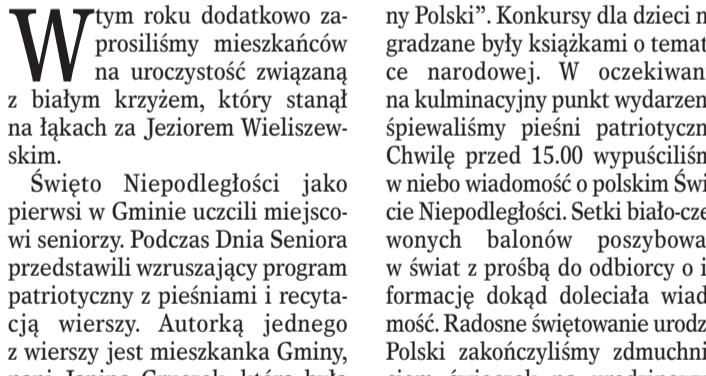 W tym roku dodatkowo za-
prosiliśmy mieszkańców
na uroczystość związaną
z białym krzyżem, który stanął
na łąkach za Jeziorem Wieliszew-
skim.
Święto Niepodległości jako
pierwsi w Gminie uczcili miejsco-
wi seniorzy. Podczas Dnia Seniora
przedstawili wzruszający program
patriotyczny z pieśniami i recyta-
cją wierszy. Autorką jednego
z wierszy jest mieszkanka Gminy,
ny Polski”. Konkursy dla dzieci n
gradzane były książkami o temat
ce narodowej. W oczekiwan
na kulminacyjny punkt wydarzen
śpiewaliśmy pieśni patriotyczn
Chwilę przed 15.00 wypuściliśm
w niebo wiadomość o polskim Świ
cie Niepodległości. Setki biało-cze
wonych balonów poszybowa
w świat z prośbą do odbiorcy o i
formację dokąd doleciała wiad
mość. Radosne świętowanie urodz
Polski zakończyliśmy zdmuchni